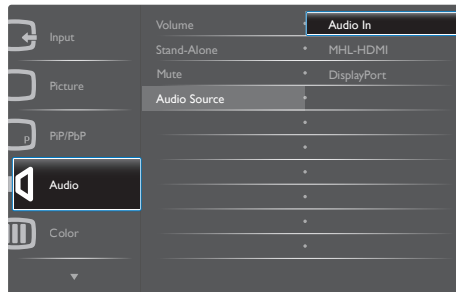 Input
Picture
p
PiP/PbP
Audio
Color
Volume
Stand-Alone
Mute
Audio Source
Audio In
MHL-HDMI
DisplayPort